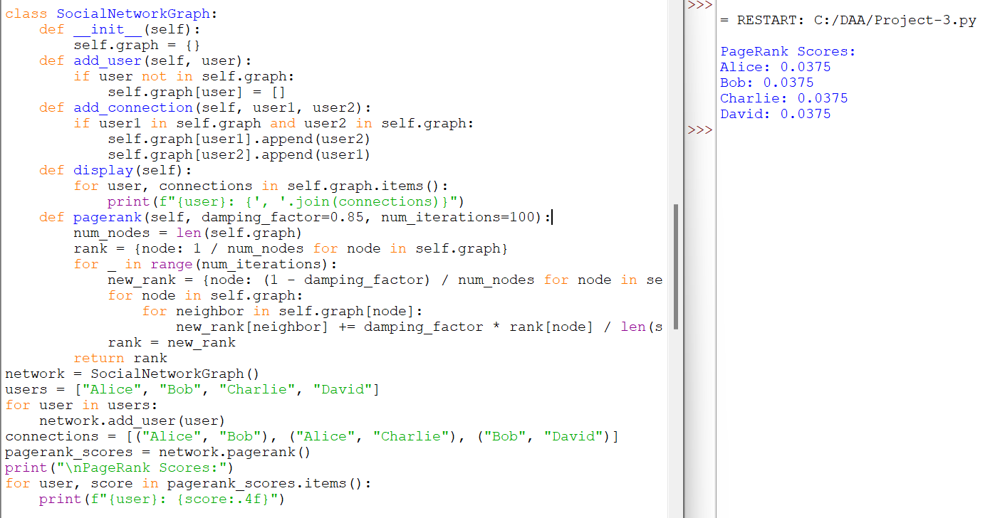 class SocialNetworkGraph:
    def __init__(self):
        self.graph = {}
    def add_user(self, user):
        if user not in self.graph:
            self.graph[user] = []
    def add_connection(self, user1, user2):
        if user1 in self.graph and user2 in self.graph:
            self.graph[user1].append(user2)
            self.graph[user2].append(user1)
    def display(self):
        for user, connections in self.graph.items():
            print(f"{user}: {', '.join(connections)}")
    def pagerank(self, damping_factor=0.85, num_iterations=100):
        num_nodes = len(self.graph)
        rank = {node: 1 / num_nodes for node in self.graph}
        for _ in range(num_iterations):
            new_rank = {node: (1 - damping_factor) / num_nodes for node in se
            for node in self.graph:
                for neighbor in self.graph[node]:
                    new_rank[neighbor] += damping_factor * rank[node] / len(s
            rank = new_rank
        return rank
network = SocialNetworkGraph()
users = ["Alice", "Bob", "Charlie", "David"]
for user in users:
    network.add_user(user)
connections = [("Alice", "Bob"), ("Alice", "Charlie"), ("Bob", "David")]
pagerank_scores = network.pagerank()
print("\nPageRank Scores:")
for user, score in pagerank_scores.items():
    print(f"{user}: {score:.4f}")
>>>
= RESTART: C:/DAA/Project-3.py
PageRank Scores:
Alice: 0.0375
Bob: 0.0375
Charlie: 0.0375
David: 0.0375
>>>